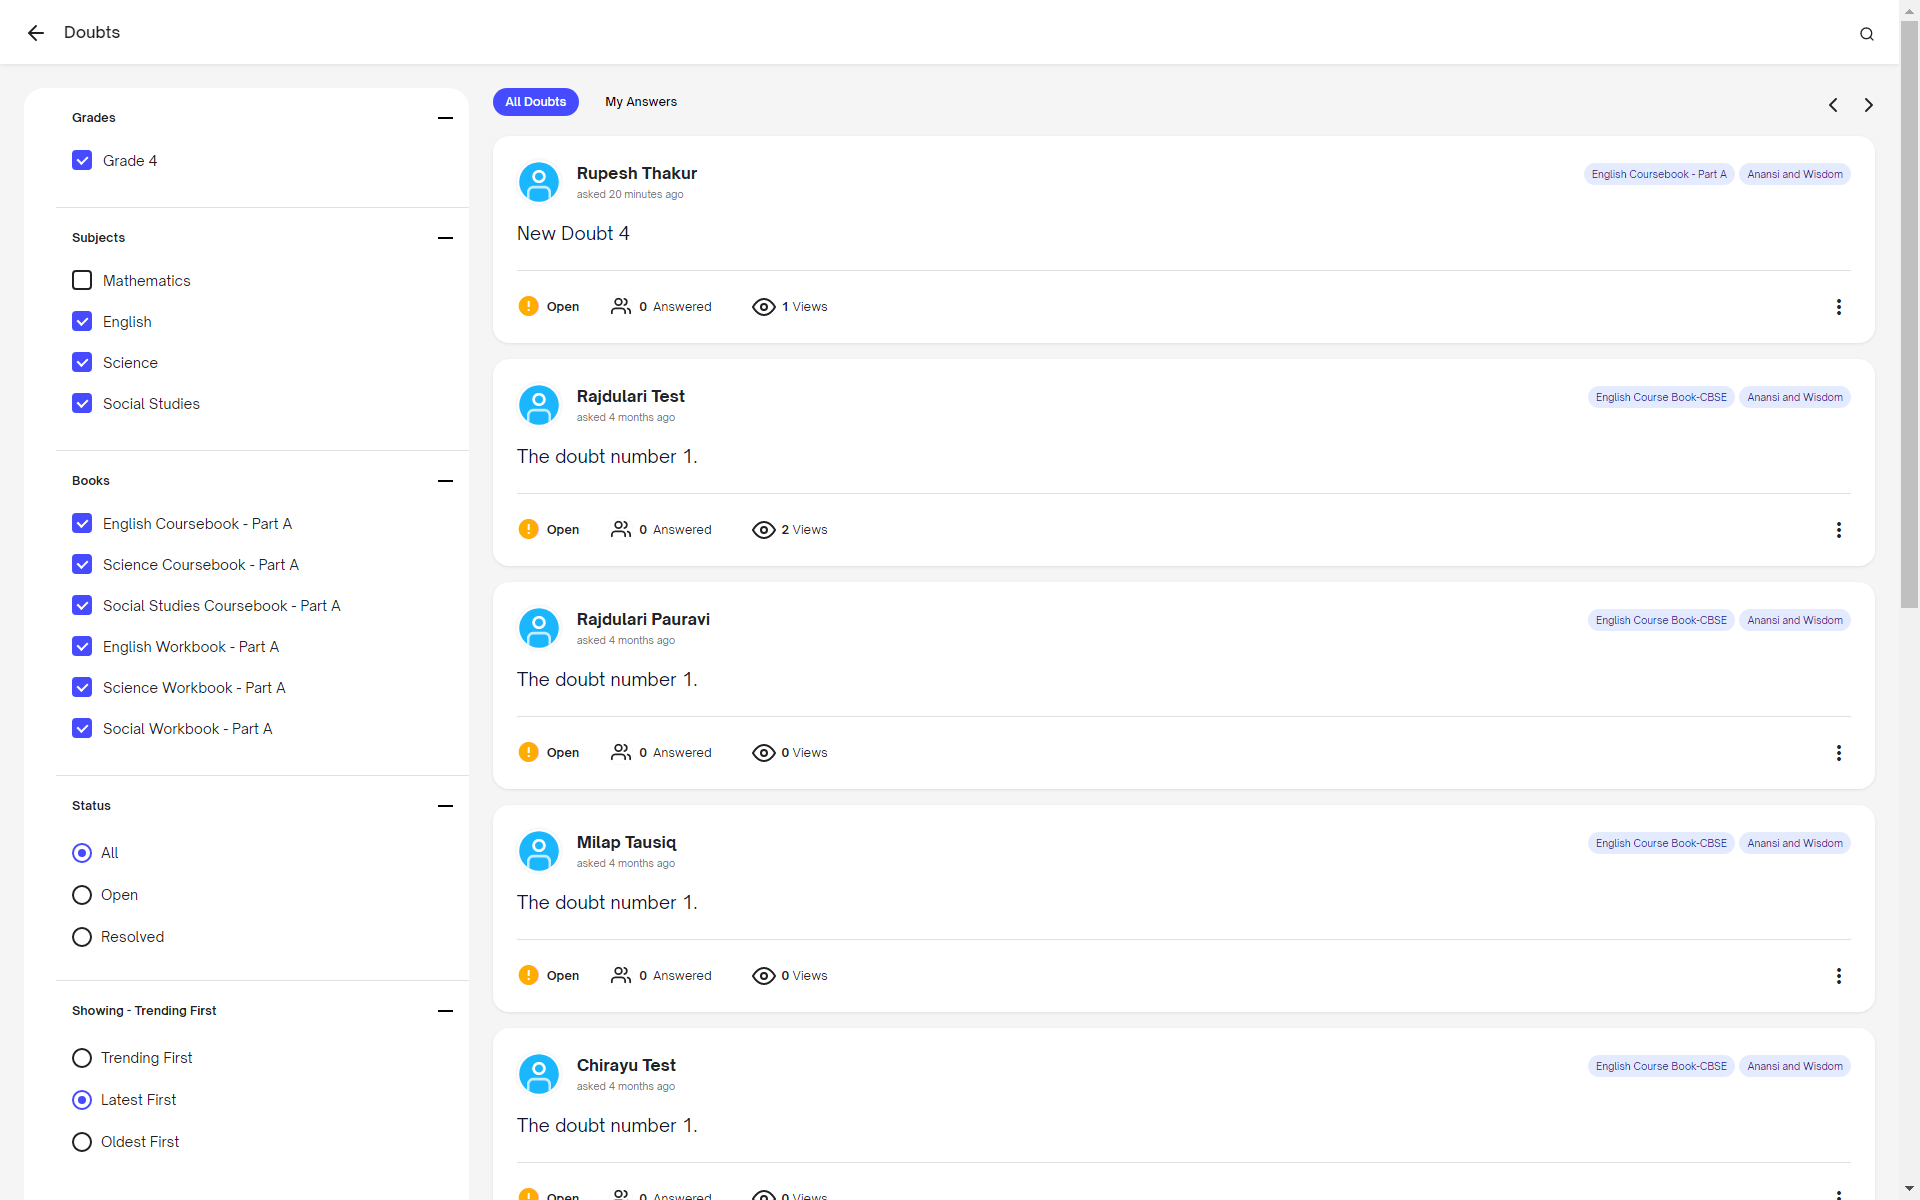 Doubts
Grades
Grade 4
Subjects
Mathematics
English
Science
Social Studies
Books
English Coursebook - Part A
Science Coursebook - Part A
Social Studies Coursebook - Part A
English Workbook - Part A
Science Workbook - Part A
Social Workbook - Part A
Status
All
Open
Resolved
Showing - Trending First
Trending First
Latest First
Oldest First
All Doubts My Answers
Rupesh Thakur
asked 20 minutes ago
English Coursebook - Part A Anansi and Wisdom
New Doubt 4
Open 0 Answered 1 Views
Rajdulari Test
asked 4 months ago
English Course Book-CBSE Anansi and Wisdom
The doubt number 1.
Open 0 Answered 2 Views
Rajdulari Pauravi
asked 4 months ago
English Course Book-CBSE Anansi and Wisdom
The doubt number 1.
Open 0 Answered 0 Views
Milap Tausiq
asked 4 months ago
English Course Book-CBSE Anansi and Wisdom
The doubt number 1.
Open 0 Answered 0 Views
Chirayu Test
asked 4 months ago
English Course Book-CBSE Anansi and Wisdom
The doubt number 1.
Open 0 Answered 0 Views